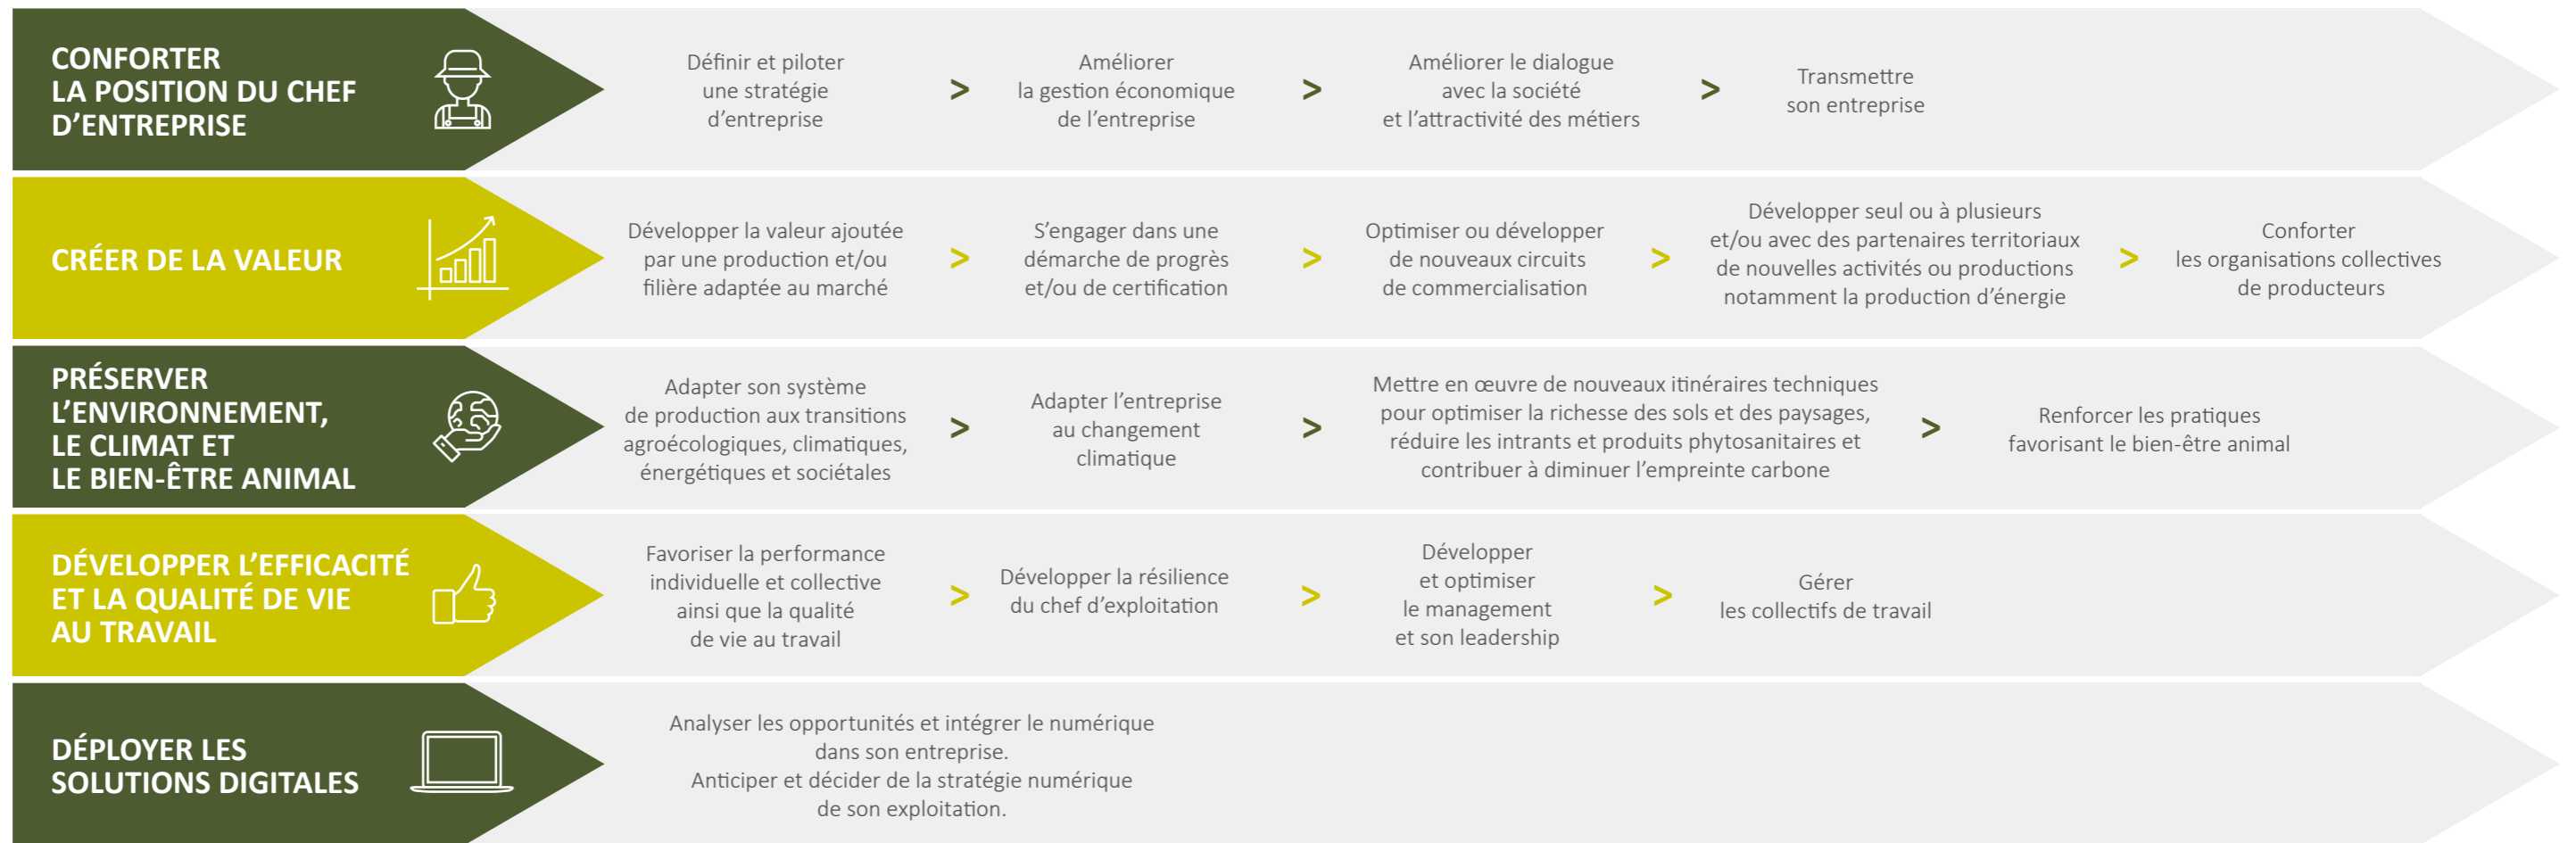 CONFORTER
LA POSITION DU CHEF
D’ENTREPRISE
Définir et piloter
une stratégie
d’entreprise
>
Améliorer
la gestion économique
de l’entreprise
>
Améliorer le dialogue
avec la société
et l’attractivité des métiers
>
Transmettre
son entreprise
CRÉER DE LA VALEUR
Développer la valeur ajoutée
par une production et/ou
filière adaptée au marché
>
S’engager dans une
démarche de progrès
et/ou de certification
>
Optimiser ou développer
de nouveaux circuits
de commercialisation
>
Développer seul ou à plusieurs
et/ou avec des partenaires territoriaux
de nouvelles activités ou productions
notamment la production d’énergie
>
Conforter
les organisations collectives
de producteurs
PRÉSERVER
L’ENVIRONNEMENT,
LE CLIMAT ET
LE BIEN-ÊTRE ANIMAL
Adapter son système
de production aux transitions
agroécologiques, climatiques,
énergétiques et sociétales
>
Adapter l’entreprise
au changement
climatique
>
Mettre en œuvre de nouveaux itinéraires techniques
pour optimiser la richesse des sols et des paysages,
réduire les intrants et produits phytosanitaires et
contribuer à diminuer l’empreinte carbone
>
Renforcer les pratiques
favorisant le bien-être animal
DÉVELOPPER L’EFFICACITÉ
ET LA QUALITÉ DE VIE
AU TRAVAIL
Favoriser la performance
individuelle et collective
ainsi que la qualité
de vie au travail
>
Développer la résilience
du chef d’exploitation
>
Développer
et optimiser
le management
et son leadership
>
Gérer
les collectifs de travail
DÉPLOYER LES
SOLUTIONS DIGITALES
Analyser les opportunités et intégrer le numérique
dans son entreprise.
Anticiper et décider de la stratégie numérique
de son exploitation.